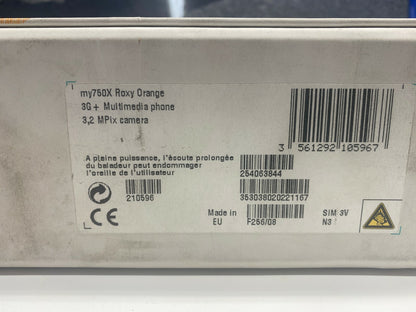 my750X Roxy Orange
3G + Multimedia phone
3,2 MPix camera
3 561292 105967
A pleine puissance, l'écoute prolongée
du baladeur peut endommager
l'oreille de l'utilisateur
254063844
210596
353038020221167
CE
Made in
EU
F256/08
SIM 3V
N3